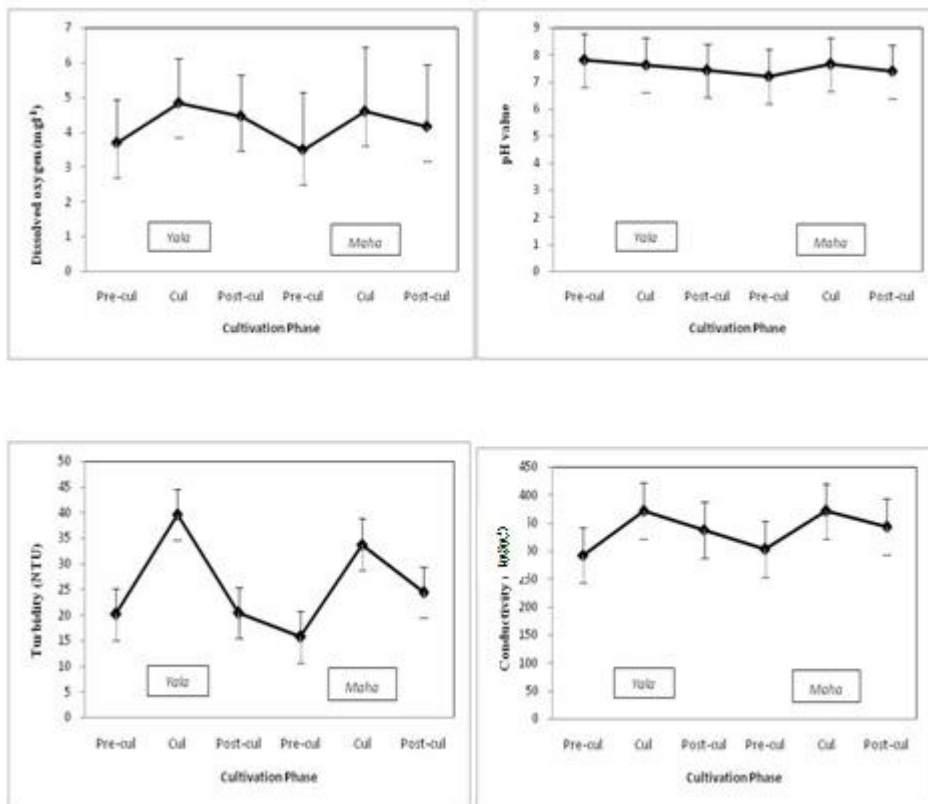 Dissolved oxygen (mgl¹)
7
6
5
4
3
2
1
0
Yala
Maha
Pre-cul Cul Post-cul Pre-cul Cul Post-cul
Cultivation Phase
pH value
9
8
7
6
5
4
3
2
1
0
Yala
Maha
Pre-cul Cul Post-cul Pre-cul Cul Post-cul
Cultivation Phase
Turbidity (NTU)
50
45
40
35
30
25
20
15
10
5
0
Yala
Maha
Pre-cul Cul Post-cul Pre-cul Cul Post-cul
Cultivation Phase
Conductivity
450
400
50
00
250
200
150
100
50
0
Yala
Maha
Pre-cul Cul Post-cul Pre-cul Cul Post-cul
Cultivation Phase